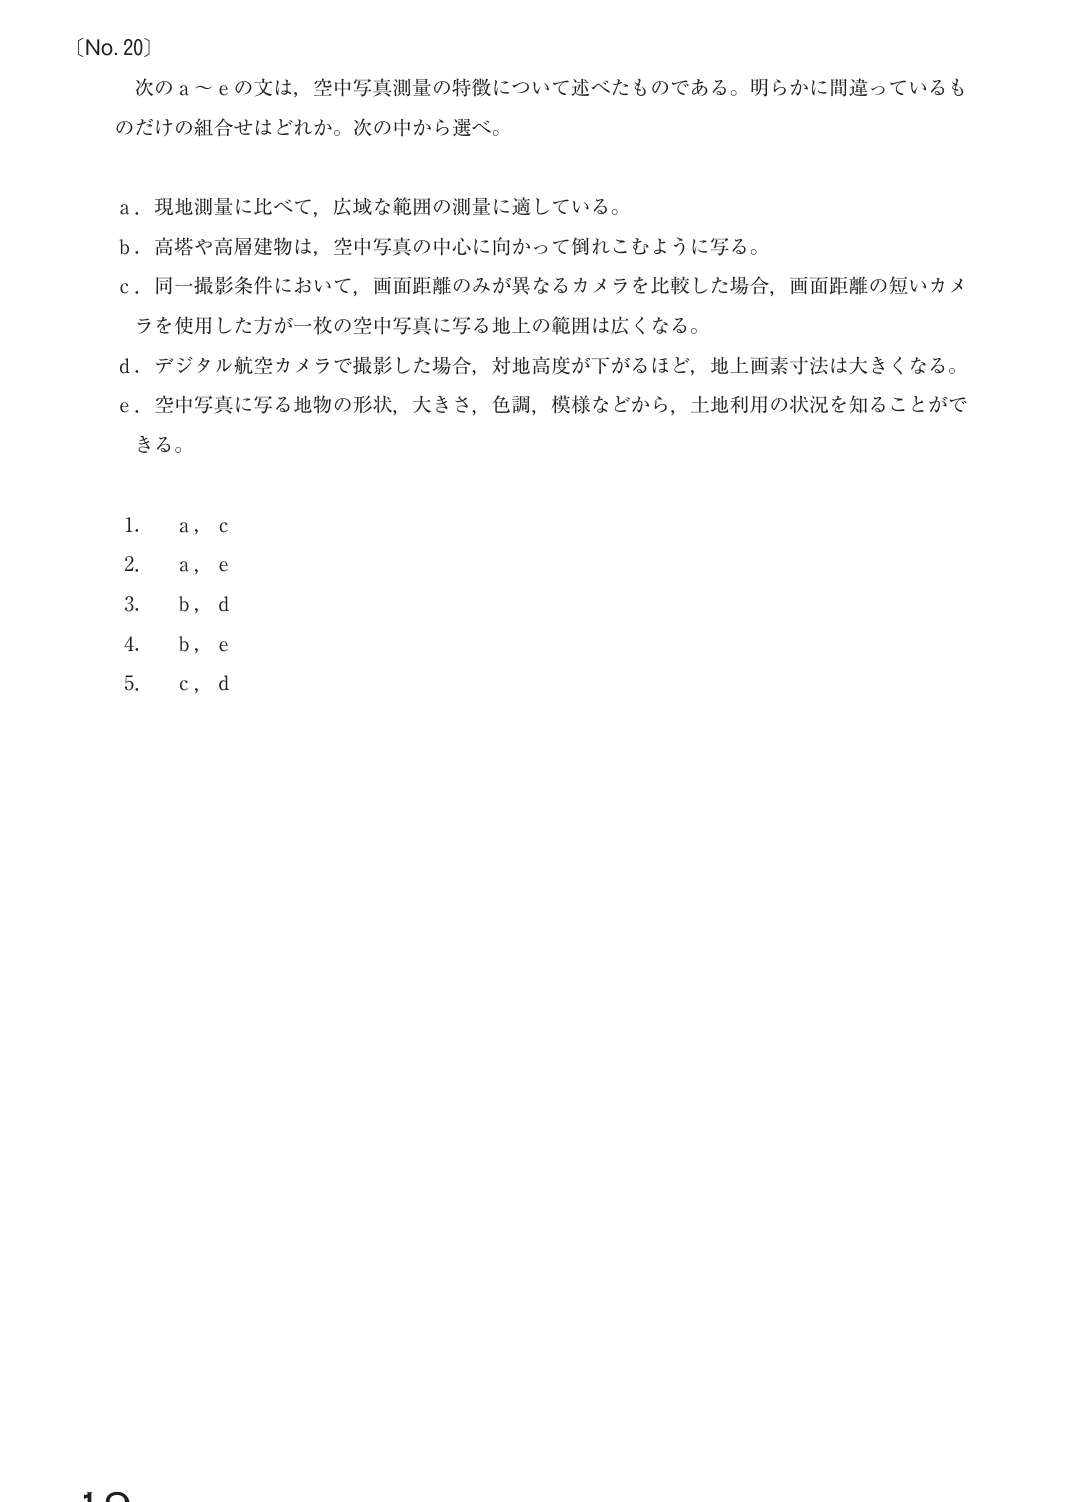 〔No. 20〕
次の a ～ e の文は，空中写真測量の特徴について述べたものである。明らかに間違っているも
のだけの組合せはどれか。次の中から選べ。
a．現地測量に比べて，広域な範囲の測量に適している。
b．高塔や高層建物は，空中写真の中心に向かって倒れこむように写る。
c．同一撮影条件において，画面距離のみが異なるカメラを比較した場合，画面距離の短いカメ
ラを使用した方が一枚の空中写真に写る地上の範囲は広くなる。
d．デジタル航空カメラで撮影した場合，対地高度が下がるほど，地上画素寸法は大きくなる。
e．空中写真に写る地物の形状，大きさ，色調，模様などから，土地利用の状況を知ることがで
きる。
1.　a，c
2.　a，e
3.　b，d
4.　b，e
5.　c，d